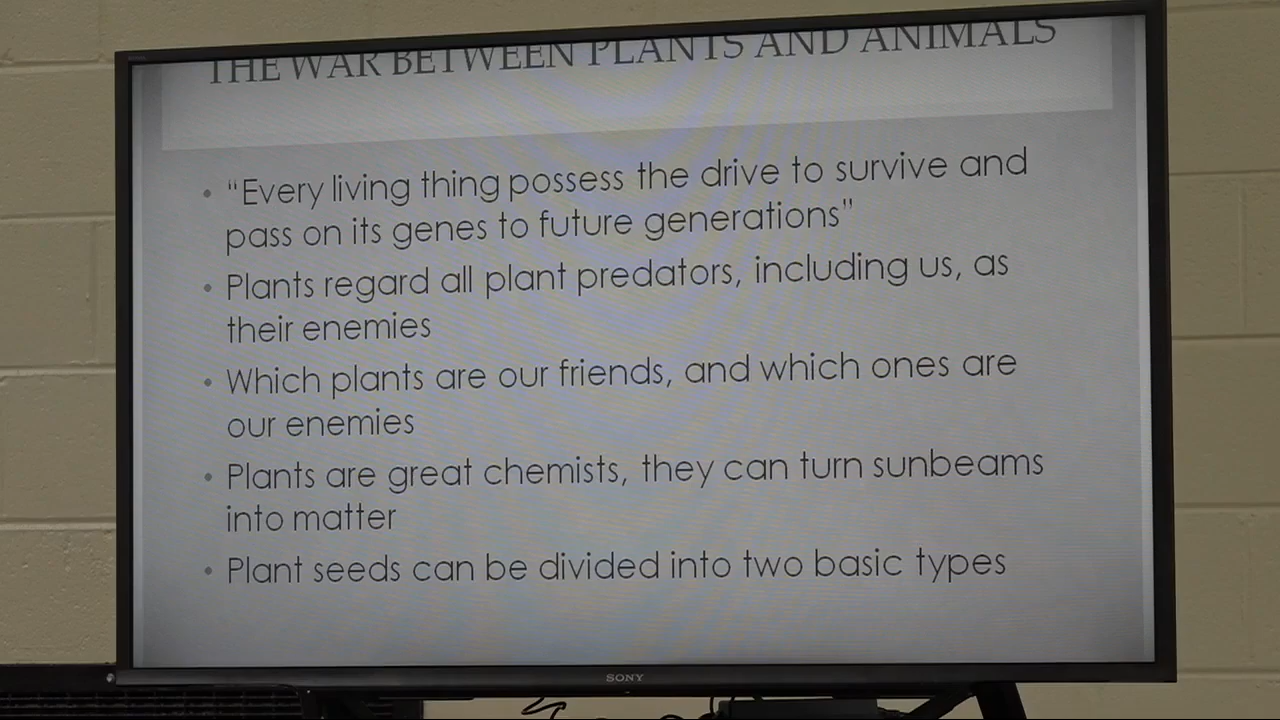 THE WAR BETWEEN PLANTS AND ANIMALS
• “Every living thing possess the drive to survive and
pass on its genes to future generations”
• Plants regard all plant predators, including us, as
their enemies
• Which plants are our friends, and which ones are
our enemies
• Plants are great chemists, they can turn sunbeams
into matter
• Plant seeds can be divided into two basic types
SONY